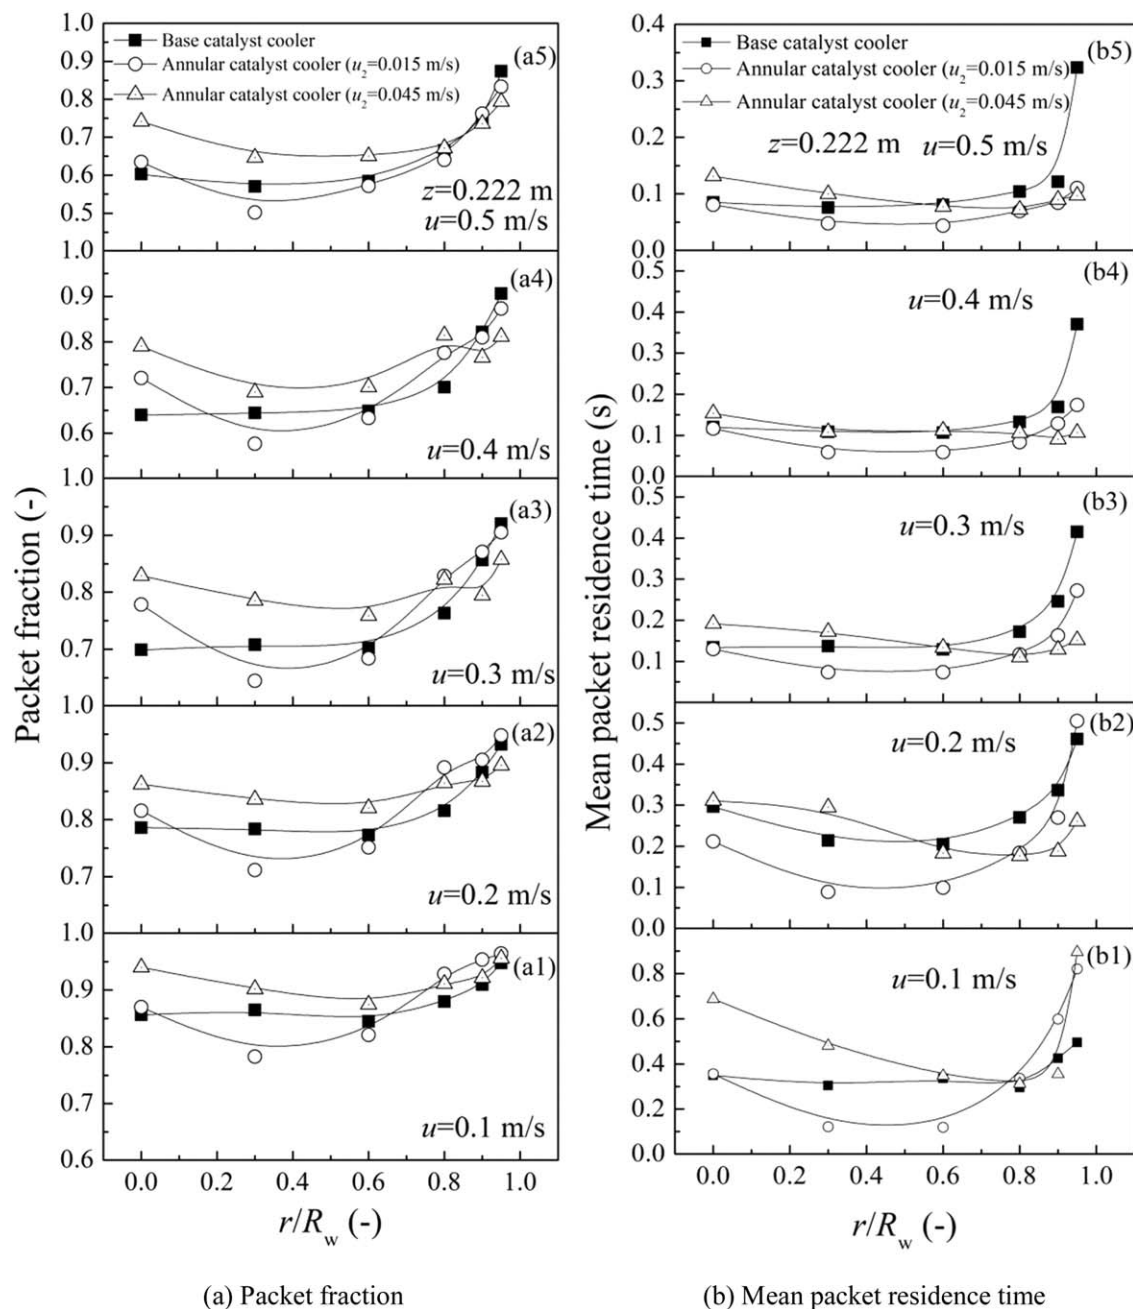 Packet fraction (-)
1.0
0.9
0.8
0.7
0.6
0.5
1.0
Base catalyst cooler
Annular catalyst cooler (u2=0.015 m/s)
Annular catalyst cooler (u2=0.045 m/s)
(a5)
z=0.222 m
u=0.5 m/s
0.9
0.8
0.7
0.6
1.0
(a4)
u=0.4 m/s
0.9
0.8
0.7
1.0
(a3)
u=0.3 m/s
0.9
0.8
0.7
1.0
(a2)
u=0.2 m/s
0.9
0.8
0.7
0.6
(a1)
u=0.1 m/s
0.0 0.2 0.4 0.6 0.8 1.0
r/Rw (-)
Mean packet residence time (s)
0.4
0.3
0.2
0.1
0.0
Base catalyst cooler
Annular catalyst cooler (u2=0.015 m/s)
Annular catalyst cooler (u2=0.045 m/s)
(b5)
z=0.222 m u=0.5 m/s
0.5
0.4
0.3
0.2
0.1
0.0
(b4)
u=0.4 m/s
0.5
0.4
0.3
0.2
0.1
0.0
(b3)
u=0.3 m/s
0.5
0.4
0.3
0.2
0.1
0.0
(b2)
u=0.2 m/s
0.8
0.6
0.4
0.2
0.0
(b1)
u=0.1 m/s
0.0 0.2 0.4 0.6 0.8 1.0
r/Rw (-)
(a) Packet fraction
(b) Mean packet residence time